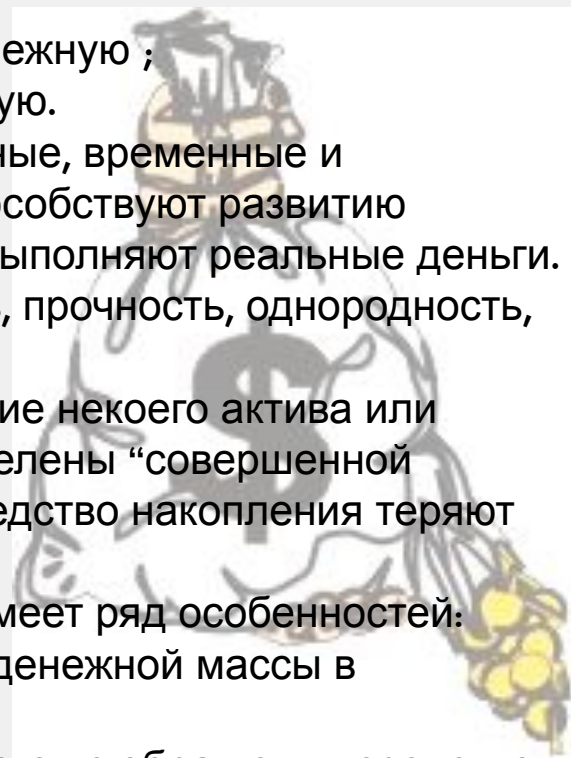 ежную ;
ую.
ные, временные и
особствуют развитию
выполняют реальные деньги.
, прочность, однородность,
ие некоего актива или
елены “совершенной
едство накопления теряют
меет ряд особенностей:
денежной массы в
$